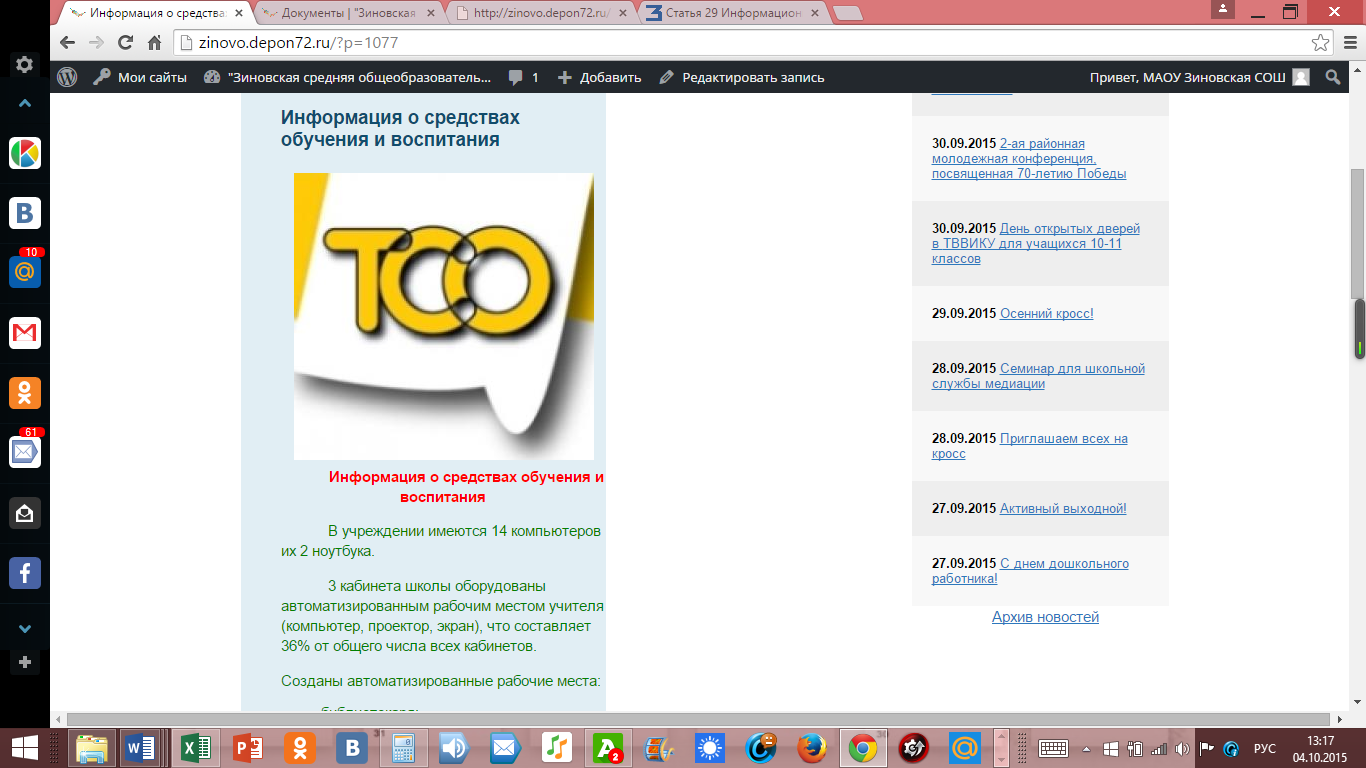 Информация о средства
Документы | "Зиновская
http://zinovo.depon72.ru/
Статья 29 Информацион
zinovo.depon72.ru/?p=1077
Мои сайты
"Зиновская средняя общеобразователь...
1
Добавить
Редактировать запись
Привет, МАОУ Зиновская СОШ
10
61
Информация о средствах
обучения и воспитания
ТСО
Информация о средствах обучения и
воспитания
В учреждении имеются 14 компьютеров
их 2 ноутбука.
3 кабинета школы оборудованы
автоматизированным рабочим местом учителя
(компьютер, проектор, экран), что составляет
36% от общего числа всех кабинетов.
Созданы автоматизированные рабочие места:
30.09.2015 2-ая районная
молодежная конференция,
посвященная 70-летию Победы
30.09.2015 День открытых дверей
в ТВВИКУ для учащихся 10-11
классов
29.09.2015 Осенний кросс!
28.09.2015 Семинар для школьной
службы медиации
28.09.2015 Приглашаем всех на
кросс
27.09.2015 Активный выходной!
27.09.2015 С днем дошкольного
работника!
Архив новостей
31
2
30
РУС
13:17
04.10.2015